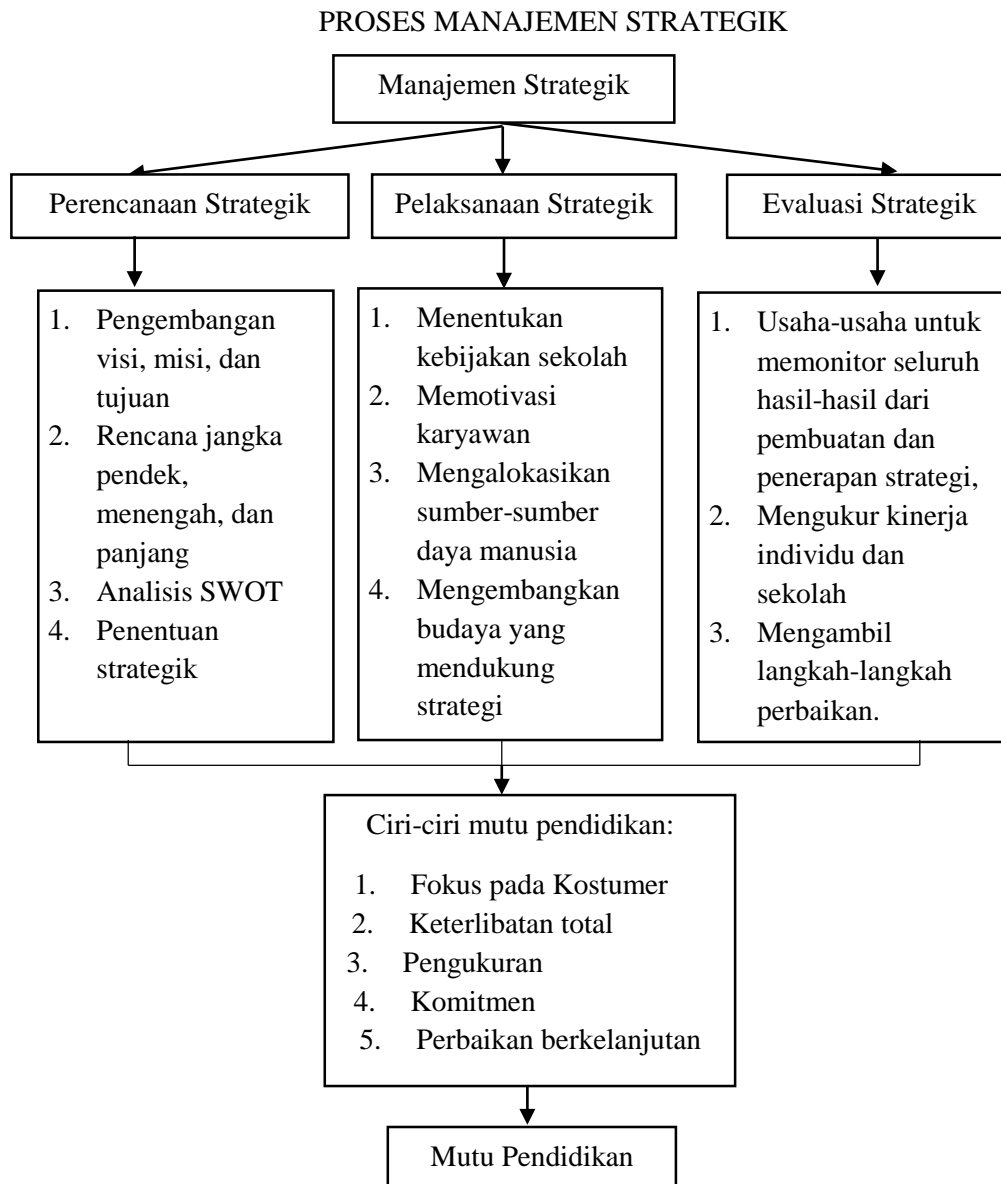 PROSES MANAJEMEN STRATEGIK
Manajemen Strategik
Perencanaan Strategik
Pelaksanaan Strategik
Evaluasi Strategik
1. Pengembangan
visi, misi, dan
tujuan
2. Rencana jangka
pendek,
menengah, dan
panjang
3. Analisis SWOT
4. Penentuan
strategik
1. Menentukan
kebijakan sekolah
2. Memotivasi
karyawan
3. Mengalokasikan
sumber-sumber
daya manusia
4. Mengembangkan
budaya yang
mendukung
strategi
1. Usaha-usaha untuk
memonitor seluruh
hasil-hasil dari
pembuatan dan
penerapan strategi,
2. Mengukur kinerja
individu dan
sekolah
3. Mengambil
langkah-langkah
perbaikan.
Ciri-ciri mutu pendidikan:
1. Fokus pada Kostumer
2. Keterlibatan total
3. Pengukuran
4. Komitmen
5. Perbaikan berkelanjutan
Mutu Pendidikan